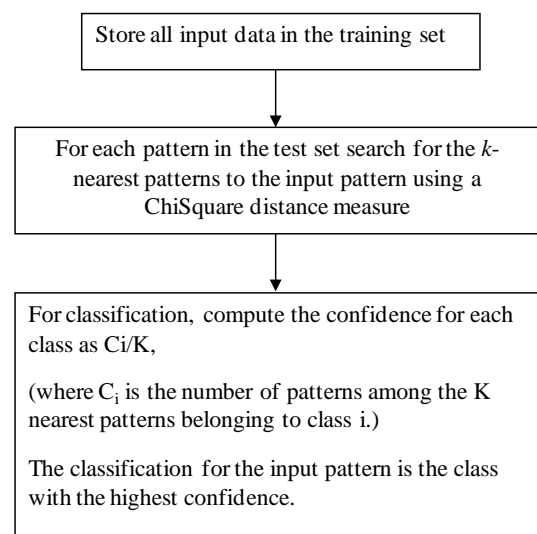 Store all input data in the training set
For each pattern in the test set search for the k-
nearest patterns to the input pattern using a
ChiSquare distance measure
For classification, compute the confidence for each
class as Ci/K,
(where Ci is the number of patterns among the K
nearest patterns belonging to class i.)
The classification for the input pattern is the class
with the highest confidence.